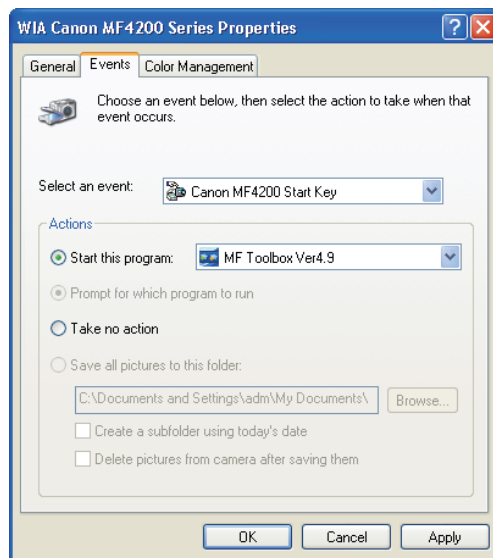 WIA Canon MF4200 Series Properties
General Events Color Management
Choose an event below, then select the action to take when that
event occurs.
Select an event: Canon MF4200 Start Key
Actions
Start this program: MF Toolbox Ver4.9
Prompt for which program to run
Take no action
Save all pictures to this folder:
C:\Documents and Settings\adm\My Documents\ Browse...
Create a subfolder using today's date
Delete pictures from camera after saving them
OK Cancel Apply